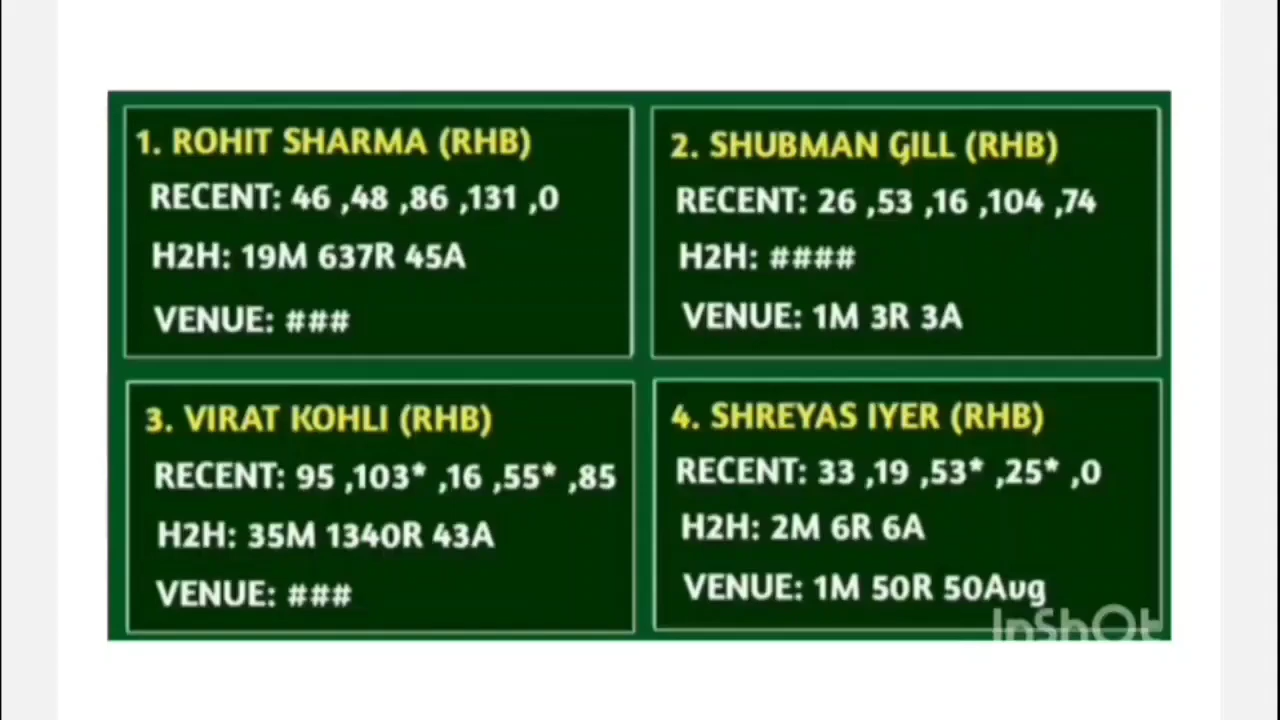 1. ROHIT SHARMA (RHB)
RECENT: 46 ,48 ,86 ,131 ,0
H2H: 19M 637R 45A
VENUE: ###
2. SHUBMAN GILL (RHB)
RECENT: 26 ,53 ,16 ,104 ,74
H2H: ####
VENUE: 1M 3R 3A
3. VIRAT KOHLI (RHB)
RECENT: 95 ,103* ,16 ,55* ,85
H2H: 35M 1340R 43A
VENUE: ###
4. SHREYAS IYER (RHB)
RECENT: 33 ,19 ,53* ,25* ,0
H2H: 2M 6R 6A
VENUE: 1M 50R 50Aug
InShOt